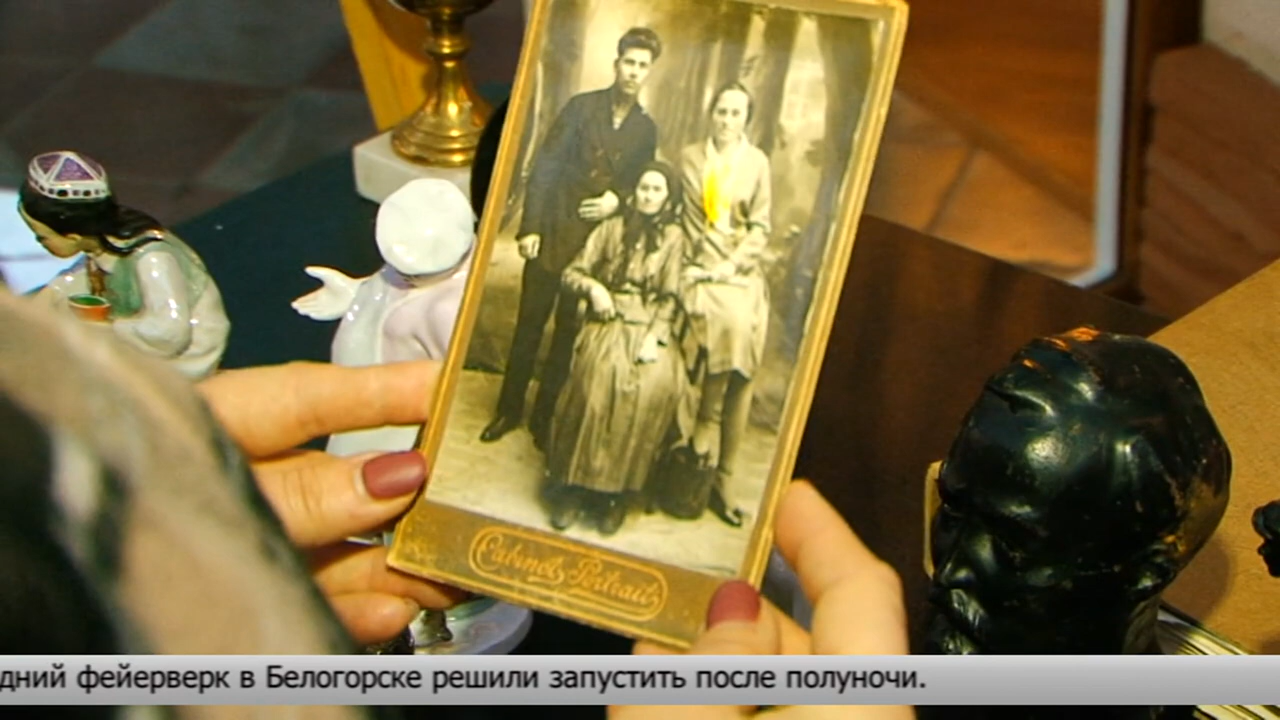 Cabinet Portrait
дний фейерверк в Белогорске решили запустить после полуночи.